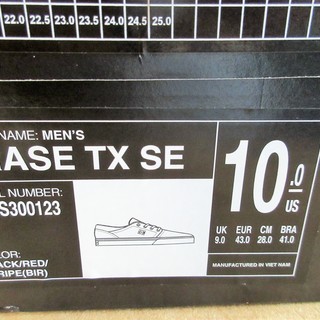 22.0 22.5 23.0 23.5 24.0 24.5 25.0
NAME: MEN'S
ASE TX SE
L NUMBER:
S300123
OR:
ACK/RED/
RIPE(BIR)
10.0
US
UK EUR CM BRA
9.0 43.0 28.0 41.0
MANUFACTURED IN VIET NAM